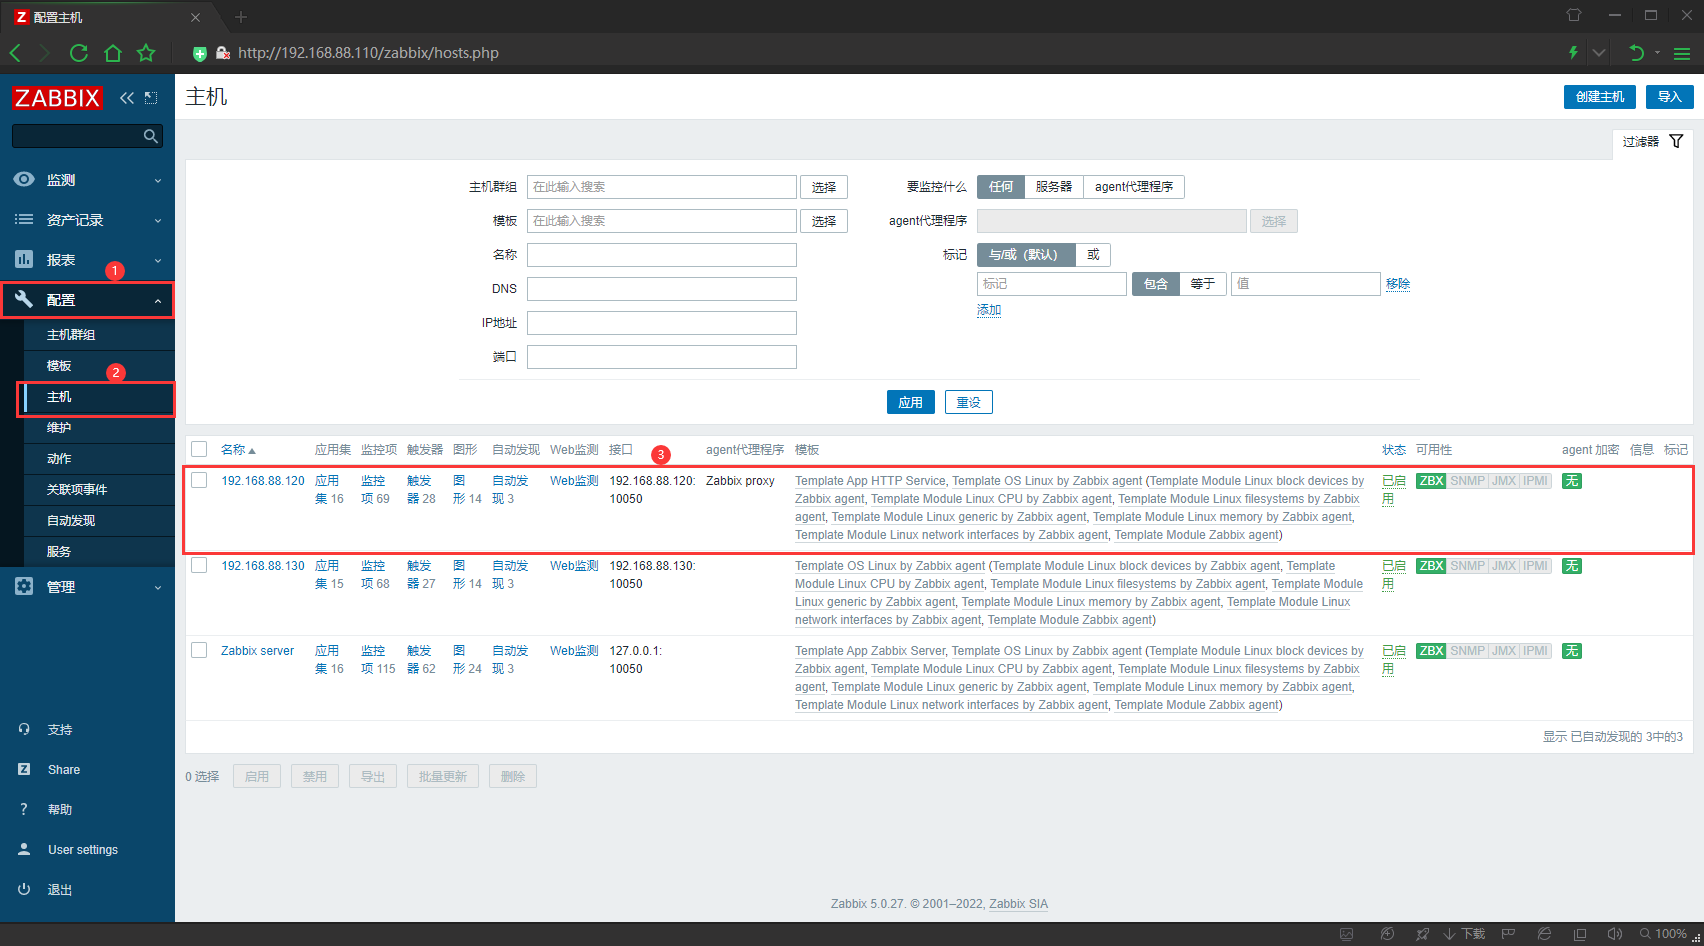 配置主机
http://192.168.88.110/zabbix/hosts.php
ZABBIX
监测
资产记录
报表
1
配置
主机群组
模板
2
主机
维护
动作
关联项事件
自动发现
服务
管理
支持
Share
帮助
User settings
退出
主机
创建主机 导入
过滤器
主机群组 在此输入搜索 选择 要监控什么 任何 服务器 agent代理程序
模板 在此输入搜索 选择 agent代理程序 选择
名称 标记 与/或（默认） 或
标记 包含 等于 值 移除
DNS
添加
IP地址
端口
应用 重设
3
名称 应用集 监控项 触发器 图形 自动发现 Web监测 接口 agent代理程序 模板 状态 可用性 agent 加密 信息 标记
192.168.88.120 应用 监控 触发 图 自动发 Web监测 192.168.88.120: Zabbix proxy Template App HTTP Service, Template OS Linux by Zabbix agent (Template Module Linux block devices by 已启 ZBX SNMP JMX IPMI 无
集 16 项 69 器 28 形 14 现 3 10050 Zabbix agent, Template Module Linux CPU by Zabbix agent, Template Module Linux filesystems by Zabbix 用
agent, Template Module Linux generic by Zabbix agent, Template Module Linux memory by Zabbix agent,
Template Module Linux network interfaces by Zabbix agent, Template Module Zabbix agent)
192.168.88.130 应用 监控 触发 图 自动发 Web监测 192.168.88.130: Template OS Linux by Zabbix agent (Template Module Linux block devices by Zabbix agent, Template 已启 ZBX SNMP JMX IPMI 无
集 15 项 68 器 27 形 14 现 3 10050 Module Linux CPU by Zabbix agent, Template Module Linux filesystems by Zabbix agent, Template Module 用
Linux generic by Zabbix agent, Template Module Linux memory by Zabbix agent, Template Module Linux
network interfaces by Zabbix agent, Template Module Zabbix agent)
Zabbix server 应用 监控 触发 图 自动发 Web监测 127.0.0.1: Template App Zabbix Server, Template OS Linux by Zabbix agent (Template Module Linux block devices by 已启 ZBX SNMP JMX IPMI 无
集 16 项 115 器 62 形 24 现 3 10050 Zabbix agent, Template Module Linux CPU by Zabbix agent, Template Module Linux filesystems by Zabbix 用
agent, Template Module Linux generic by Zabbix agent, Template Module Linux memory by Zabbix agent,
Template Module Linux network interfaces by Zabbix agent, Template Module Zabbix agent)
显示 已自动发现的 3中的3
0 选择 启用 禁用 导出 批量更新 删除
Zabbix 5.0.27. © 2001–2022, Zabbix SIA
下载 100%